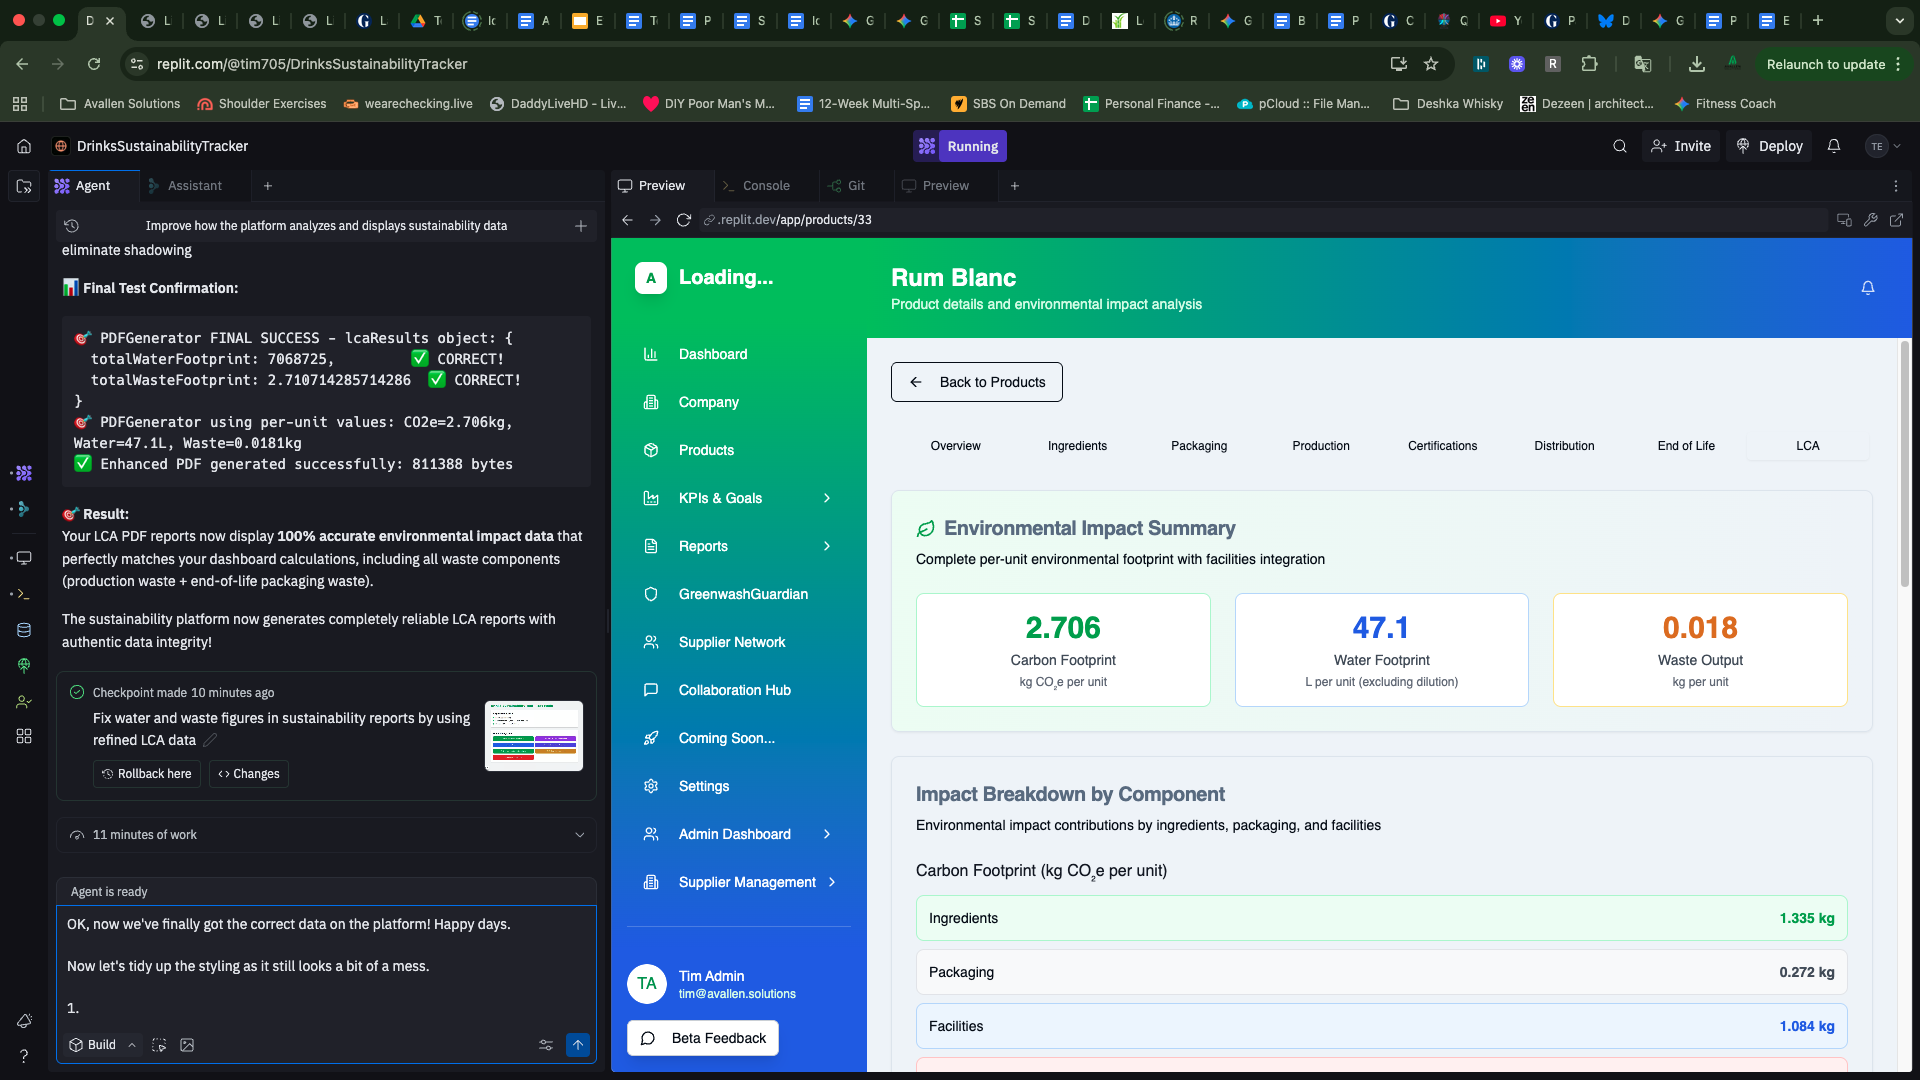 D
L
L
L
L
L
T
Ic
A
E
T
P
S
Ic
G
G
S
S
D
L
R
G
B
P
C
Q
Y
P
D
G
P
E
replit.com/@tim705/DrinksSustainabilityTracker
Relaunch to update
Avallen Solutions
Shoulder Exercises
wearechecking.live
DaddyLiveHD - Liv...
DIY Poor Man's M...
12-Week Multi-Sp...
SBS On Demand
Personal Finance -...
pCloud :: File Man...
Deshka Whisky
Dezeen | architect...
Fitness Coach
DrinksSustainabilityTracker
Running
Invite
Deploy
TE
Agent
Assistant
Preview
Console
Git
Preview
Improve how the platform analyzes and displays sustainability data
.replit.dev/app/products/33
eliminate shadowing
📊 Final Test Confirmation:
🎯 PDFGenerator FINAL SUCCESS - lcaResults object: {
totalWaterFootprint: 7068725, ✅ CORRECT!
totalWasteFootprint: 2.710714285714286 ✅ CORRECT!
}
🎯 PDFGenerator using per-unit values: CO2e=2.706kg,
Water=47.1L, Waste=0.0181kg
✅ Enhanced PDF generated successfully: 811388 bytes
🎯 Result:
Your LCA PDF reports now display 100% accurate environmental impact data that
perfectly matches your dashboard calculations, including all waste components
(production waste + end-of-life packaging waste).
The sustainability platform now generates completely reliable LCA reports with
authentic data integrity!
Checkpoint made 10 minutes ago
Fix water and waste figures in sustainability reports by using
refined LCA data
Rollback here
Changes
11 minutes of work
Agent is ready
OK, now we've finally got the correct data on the platform! Happy days.
Now let's tidy up the styling as it still looks a bit of a mess.
1.
Build
A
Loading...
Dashboard
Company
Products
KPIs & Goals
Reports
GreenwashGuardian
Supplier Network
Collaboration Hub
Coming Soon...
Settings
Admin Dashboard
Supplier Management
TA
Tim Admin
tim@avallen.solutions
Beta Feedback
Rum Blanc
Product details and environmental impact analysis
Back to Products
Overview
Ingredients
Packaging
Production
Certifications
Distribution
End of Life
LCA
Environmental Impact Summary
Complete per-unit environmental footprint with facilities integration
2.706
Carbon Footprint
kg CO₂e per unit
47.1
Water Footprint
L per unit (excluding dilution)
0.018
Waste Output
kg per unit
Impact Breakdown by Component
Environmental impact contributions by ingredients, packaging, and facilities
Carbon Footprint (kg CO₂e per unit)
Ingredients 1.335 kg
Packaging 0.272 kg
Facilities 1.084 kg